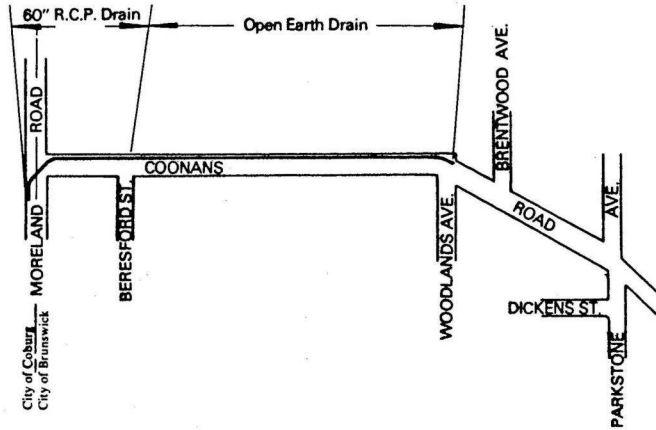 60" R.C.P. Drain
Open Earth Drain
MORELAND ROAD
COONANS ROAD
BERESFORD ST.
WOODLANDS AVE.
BRENTWOOD AVE.
DICKENS ST.
PARKSTONE AVE.
City of Coburg
City of Brunswick